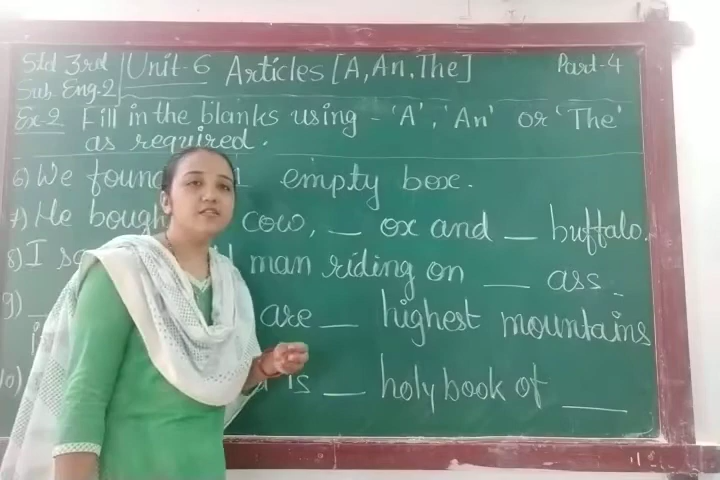 Std 3rd Unit-6 Articles [A, An, The] Part-4
Sub. Eng.2
Ex-2 Fill in the blanks using - 'A', 'An' or 'The'
as required.
6) We found empty box.
7) He bough cow, __ ox and __ buffalo.
8) I man riding on __ ass.
9) __ are __ highest mountains
10) is __ holy book of __